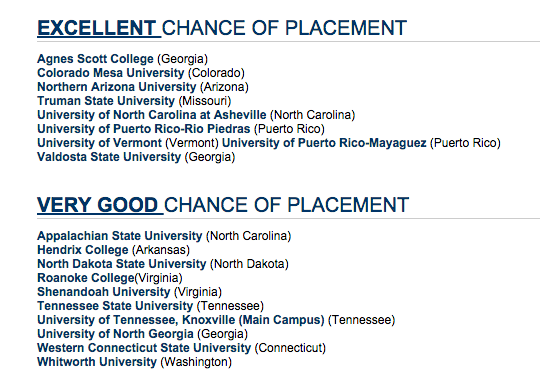 EXCELLENT CHANCE OF PLACEMENT
Agnes Scott College (Georgia)
Colorado Mesa University (Colorado)
Northern Arizona University (Arizona)
Truman State University (Missouri)
University of North Carolina at Asheville (North Carolina)
University of Puerto Rico-Rio Piedras (Puerto Rico)
University of Vermont (Vermont) University of Puerto Rico-Mayaguez (Puerto Rico)
Valdosta State University (Georgia)
VERY GOOD CHANCE OF PLACEMENT
Appalachian State University (North Carolina)
Hendrix College (Arkansas)
North Dakota State University (North Dakota)
Roanoke College(Virginia)
Shenandoah University (Virginia)
Tennessee State University (Tennessee)
University of Tennessee, Knoxville (Main Campus) (Tennessee)
University of North Georgia (Georgia)
Western Connecticut State University (Connecticut)
Whitworth University (Washington)